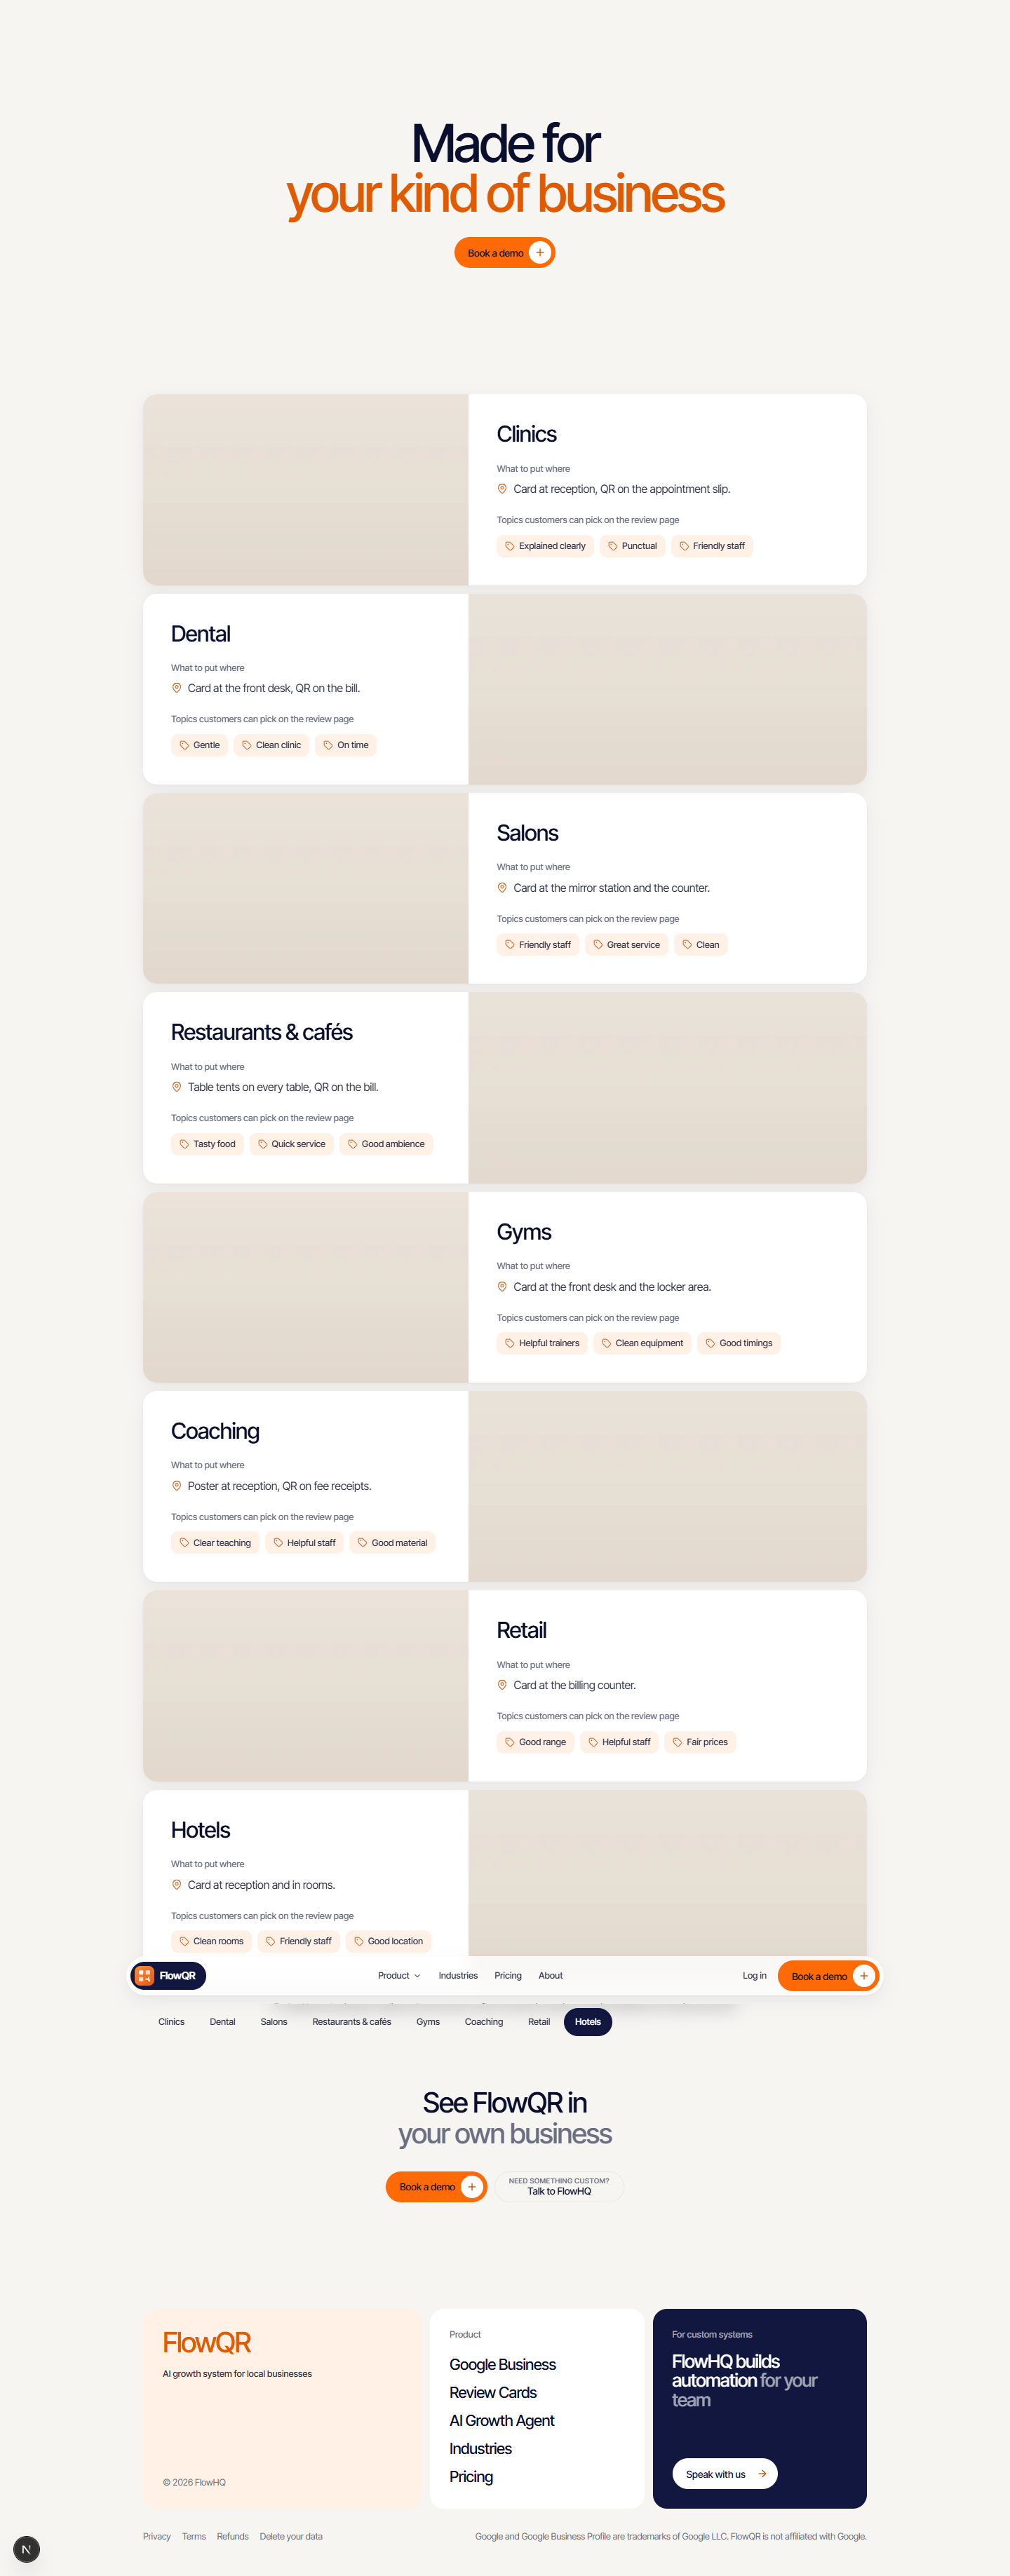 Made for
your kind of business
Book a demo
Clinics
What to put where
Card at reception, QR on the appointment slip.
Topics customers can pick on the review page
Explained clearly Punctual Friendly staff
Dental
What to put where
Card at the front desk, QR on the bill.
Topics customers can pick on the review page
Gentle Clean clinic On time
Salons
What to put where
Card at the mirror station and the counter.
Topics customers can pick on the review page
Friendly staff Great service Clean
Restaurants & cafés
What to put where
Table tents on every table, QR on the bill.
Topics customers can pick on the review page
Tasty food Quick service Good ambience
Gyms
What to put where
Card at the front desk and the locker area.
Topics customers can pick on the review page
Helpful trainers Clean equipment Good timings
Coaching
What to put where
Poster at reception, QR on fee receipts.
Topics customers can pick on the review page
Clear teaching Helpful staff Good material
Retail
What to put where
Card at the billing counter.
Topics customers can pick on the review page
Good range Helpful staff Fair prices
Hotels
What to put where
Card at reception and in rooms.
Topics customers can pick on the review page
Clean rooms Friendly staff Good location
FlowQR Product Industries Pricing About Log in Book a demo
Clinics Dental Salons Restaurants & cafés Gyms Coaching Retail Hotels
See FlowQR in
your own business
Book a demo
NEED SOMETHING CUSTOM?
Talk to FlowHQ
FlowQR
AI growth system for local businesses
© 2026 FlowHQ
Product
Google Business
Review Cards
AI Growth Agent
Industries
Pricing
For custom systems
FlowHQ builds
automation for your
team
Speak with us
Privacy Terms Refunds Delete your data
Google and Google Business Profile are trademarks of Google LLC. FlowQR is not affiliated with Google.
N